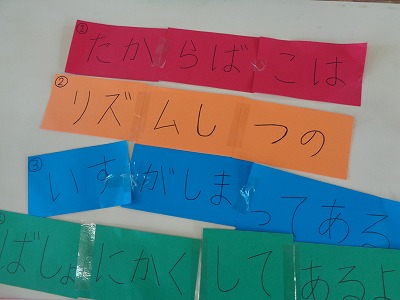 ①たからばこは
②リズムしつの
③いすがしまってある
ばしょにかくしてあるよ